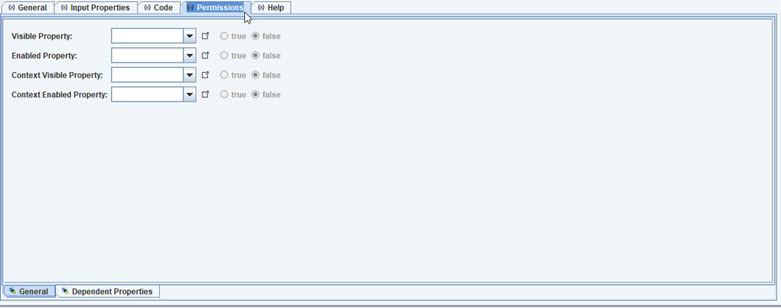 General Input Properties Code Permissions Help
Visible Property: true false
Enabled Property: true false
Context Visible Property: true false
Context Enabled Property: true false
General Dependent Properties